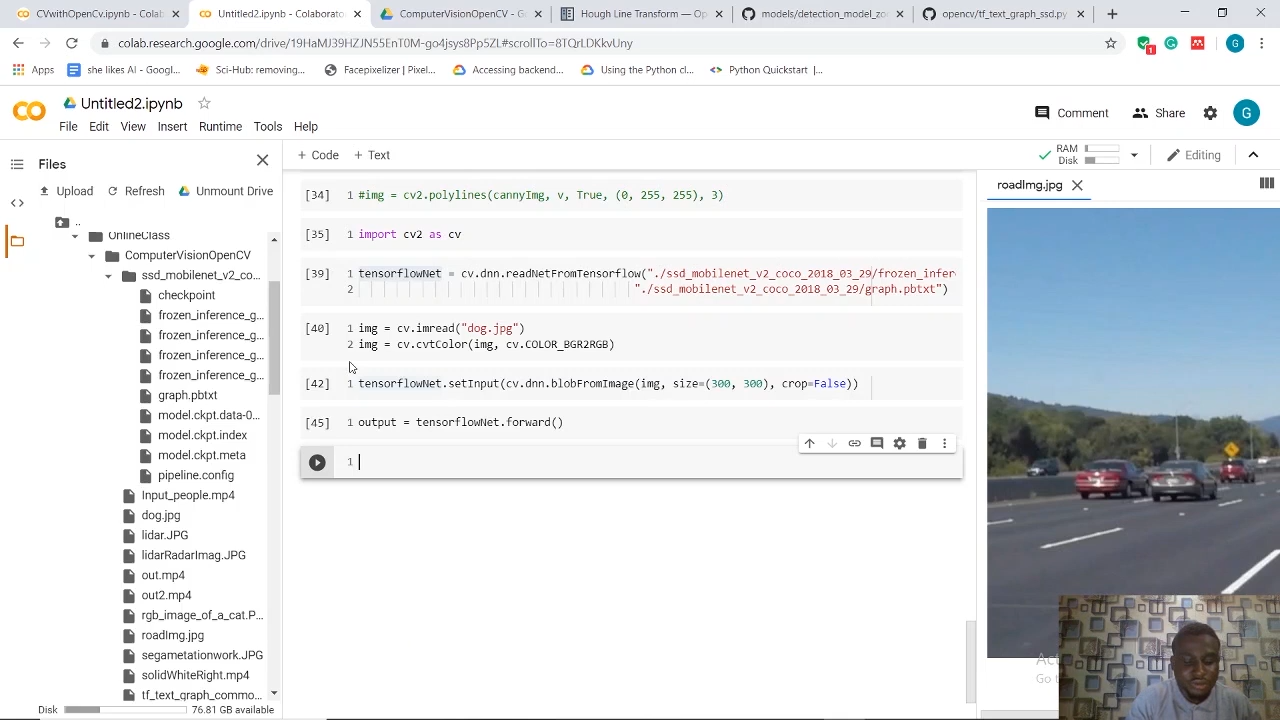 CVwithOpenCv.ipynb - Colab
Untitled2.ipynb - Colaborator
ComputerVisionOpenCV - G
Hough Line Transform — Op
models/detection_model_zo
opencv/tf_text_graph_ssd.py
colab.research.google.com/drive/19HaMJ39HZJN55EnT0M-go4jsys8Pp52e#scrollTo=8TQrLDKkvUny
Apps
she likes AI - Googl...
Sci-Hub: removing...
Facepixelizer | Pixel...
Accessing backend...
Using the Python cl...
Python Quickstart |...
Untitled2.ipynb
Comment
Share
G
File Edit View Insert Runtime Tools Help
Files
+ Code + Text
RAM
Disk
Editing
Upload Refresh Unmount Drive
..
OnlineClass
ComputerVisionOpenCV
ssd_mobilenet_v2_co...
checkpoint
frozen_inference_g...
frozen_inference_g...
frozen_inference_g...
frozen_inference_g...
graph.pbtxt
model.ckpt.data-0...
model.ckpt.index
model.ckpt.meta
pipeline.config
Input_people.mp4
dog.jpg
lidar.JPG
lidarRadarImag.JPG
out.mp4
out2.mp4
rgb_image_of_a_cat.P...
roadImg.jpg
segametationwork.JPG
solidWhiteRight.mp4
tf_text_graph_commo...
Disk 76.81 GB available
[34] 1 #img = cv2.polylines(cannyImg, v, True, (0, 255, 255), 3)
[35] 1 import cv2 as cv
[39] 1 tensorflowNet = cv.dnn.readNetFromTensorflow("./ssd_mobilenet_v2_coco_2018_03_29/frozen_infer
2 "./ssd_mobilenet_v2_coco_2018_03_29/graph.pbtxt")
[40] 1 img = cv.imread("dog.jpg")
2 img = cv.cvtColor(img, cv.COLOR_BGR2RGB)
[42] 1 tensorflowNet.setInput(cv.dnn.blobFromImage(img, size=(300, 300), crop=False))
[45] 1 output = tensorflowNet.forward()
1
roadImg.jpg
Act
Go t